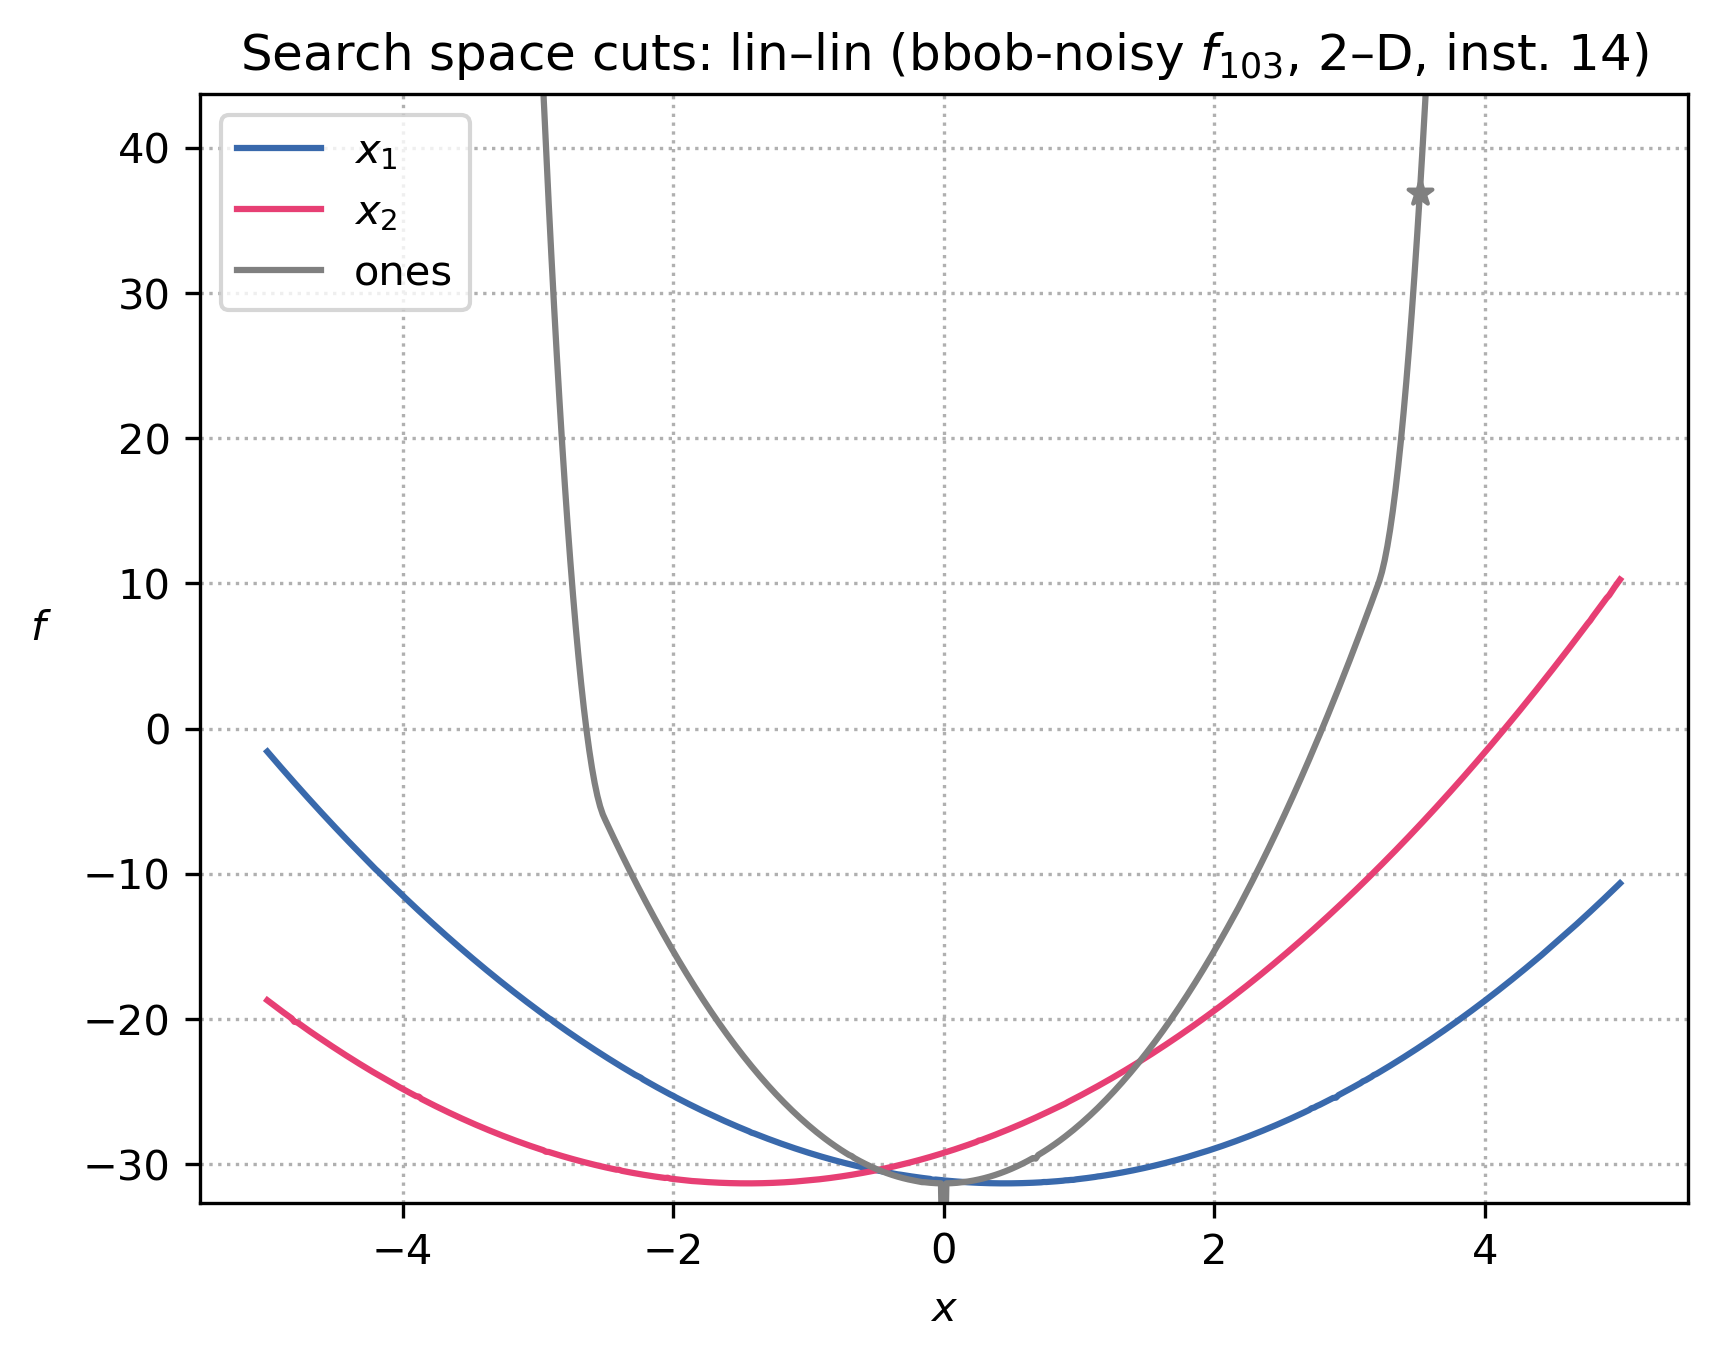 Search space cuts: lin–lin (bbob-noisy f₁₀₃, 2–D, inst. 14)
x₁
x₂
ones
40
30
20
10
0
−10
−20
−30
f
−4 −2 0 2 4
x